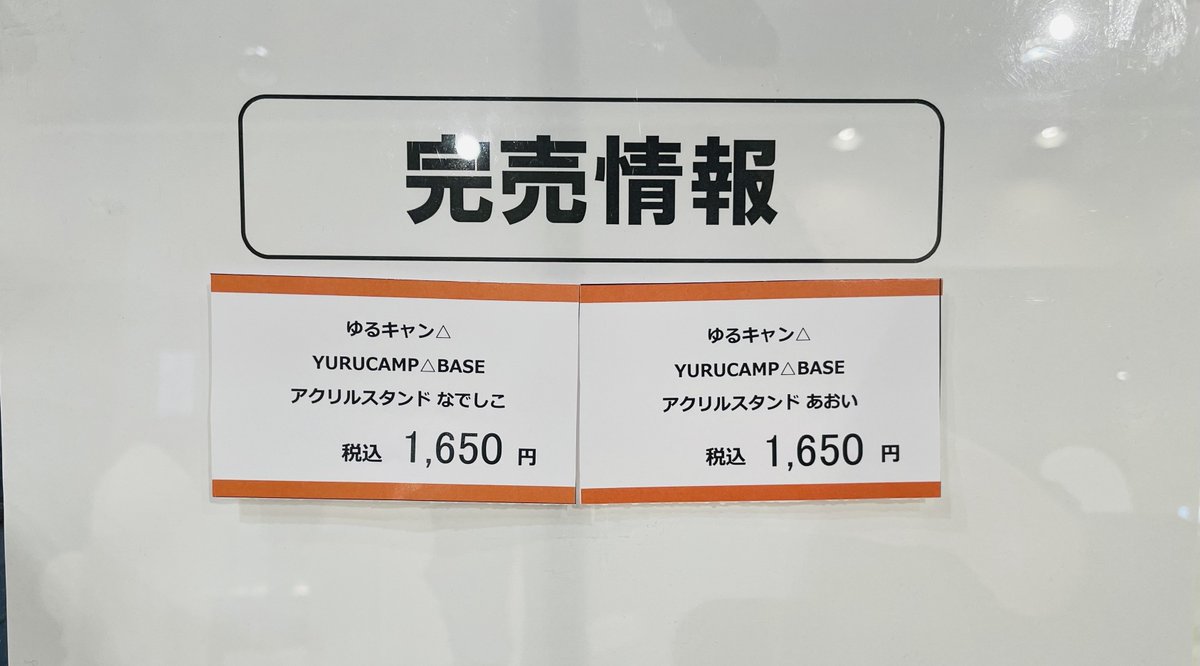 完売情報
ゆるキャン△
YURUCAMP△BASE
アクリルスタンド なでしこ
税込 1,650 円
ゆるキャン△
YURUCAMP△BASE
アクリルスタンド あおい
税込 1,650 円